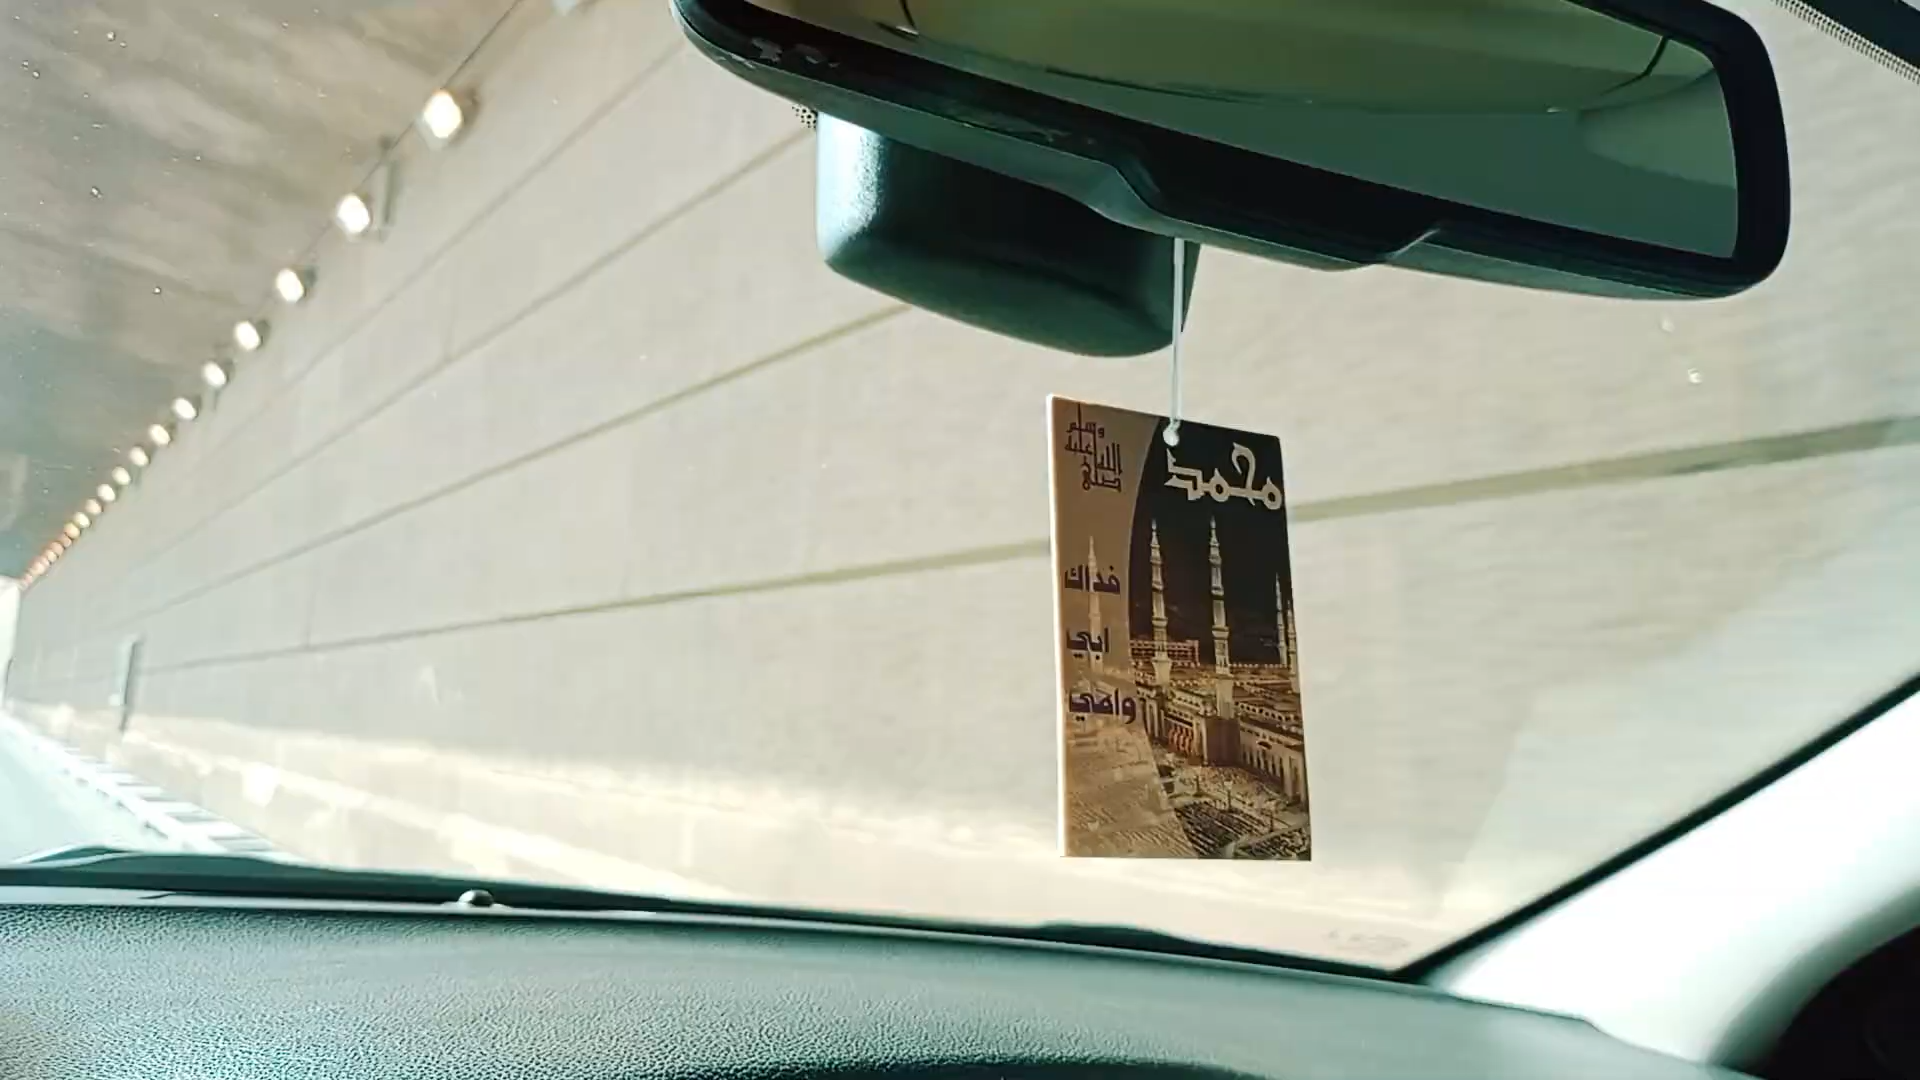 محمد
صلى الله عليه وسلم
فداك
ابي
وامي